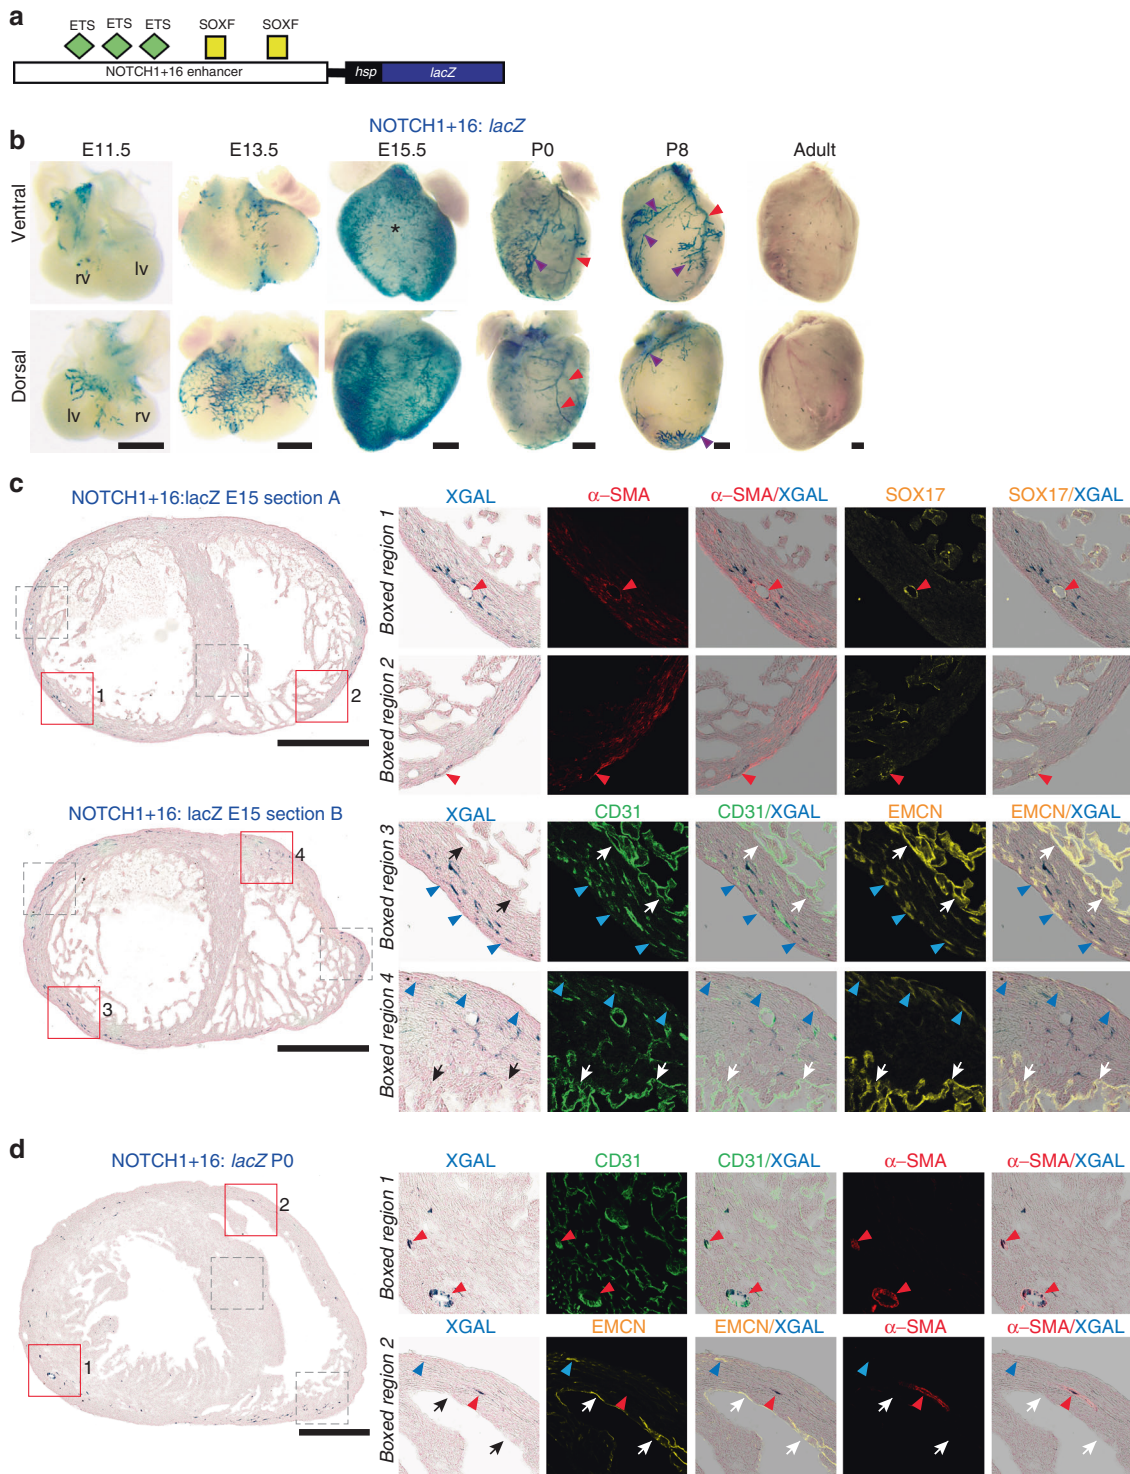 a
ETS ETS ETS SOXF SOXF
NOTCH1+16 enhancer hsp lacZ
b
NOTCH1+16: lacZ
E11.5 E13.5 E15.5 P0 P8 Adult
Ventral
rv lv
*
Dorsal
lv rv
c
NOTCH1+16:lacZ E15 section A
XGAL α–SMA α–SMA/XGAL SOX17 SOX17/XGAL
Boxed region 1
1 2
Boxed region 2
NOTCH1+16: lacZ E15 section B
XGAL CD31 CD31/XGAL EMCN EMCN/XGAL
Boxed region 3
4
3
Boxed region 4
d
NOTCH1+16: lacZ P0
XGAL CD31 CD31/XGAL α–SMA α–SMA/XGAL
Boxed region 1
2
1
XGAL EMCN EMCN/XGAL α–SMA α–SMA/XGAL
Boxed region 2